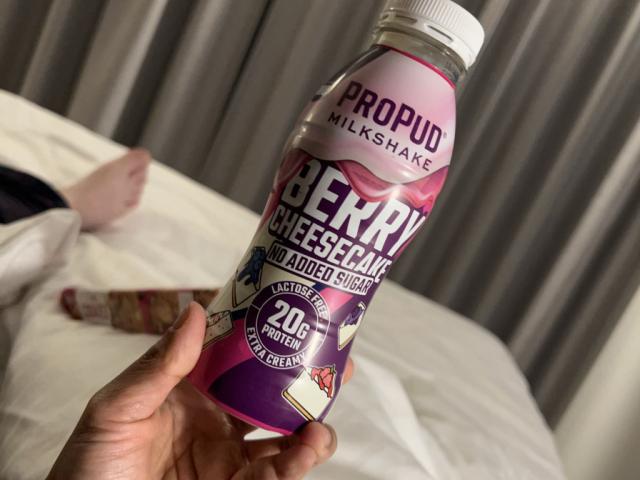 PROPUD®
MILKSHAKE
BERRY
CHEESECAKE
NO ADDED SUGAR
LACTOSE FREE
20G
PROTEIN
EXTRA CREAMY